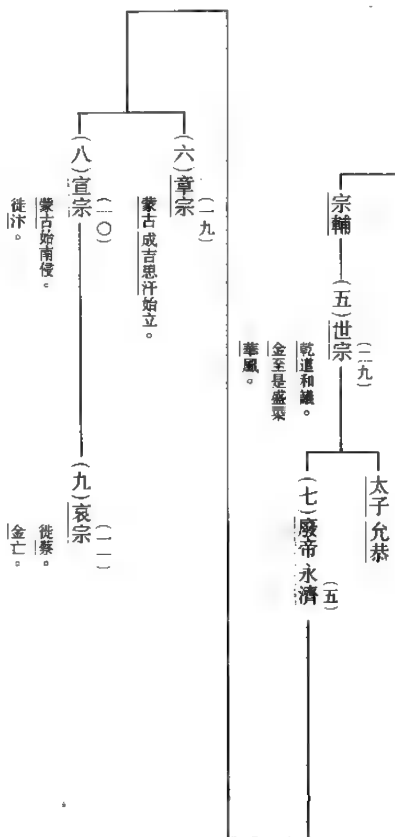 宗輔
(五)世宗
(二九)
乾道和議。
金至是盛染
華風。
太子允恭
(七)廢帝永濟
(五)
(六)章宗
(一九)
蒙古成吉思汗始立。
(八)宣宗
(一〇)
蒙古始南侵。
徙汴。
(九)哀宗
(一一)
徙蔡。
金亡。